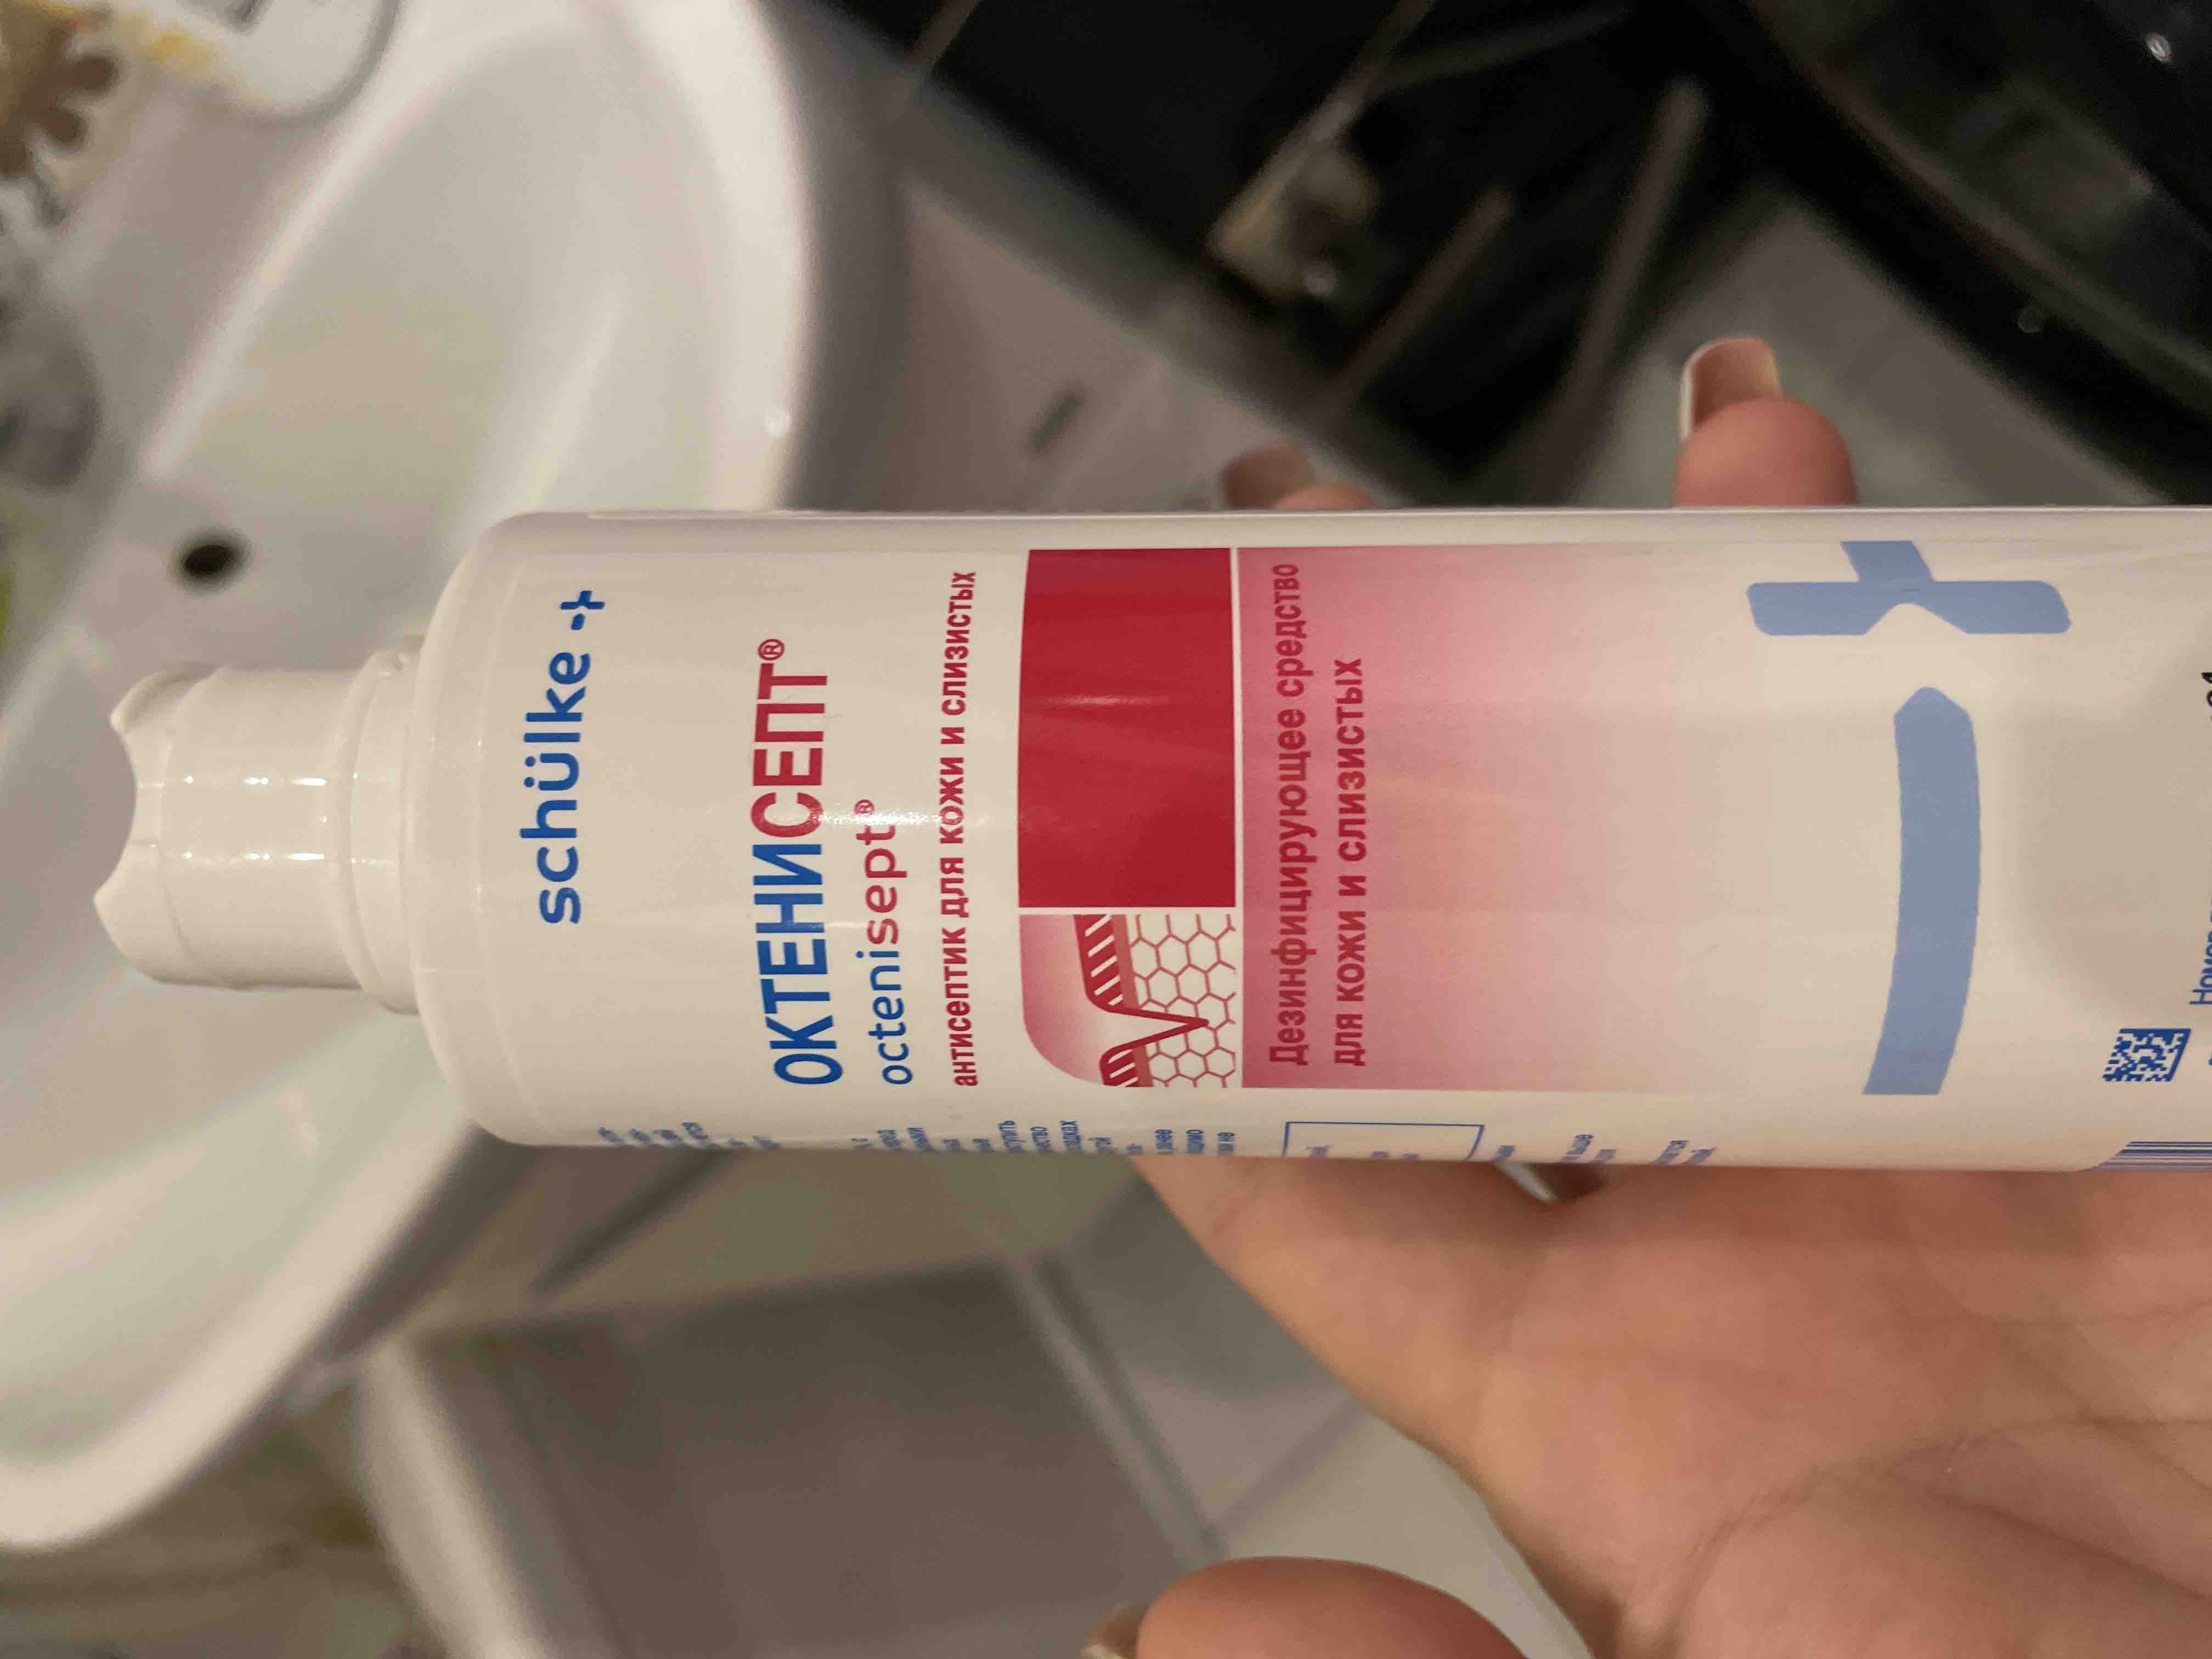 schülke
ОКТЕНИСЕПТ®
octenisept®
антисептик для кожи и слизистых
Дезинфицирующее средство
для кожи и слизистых